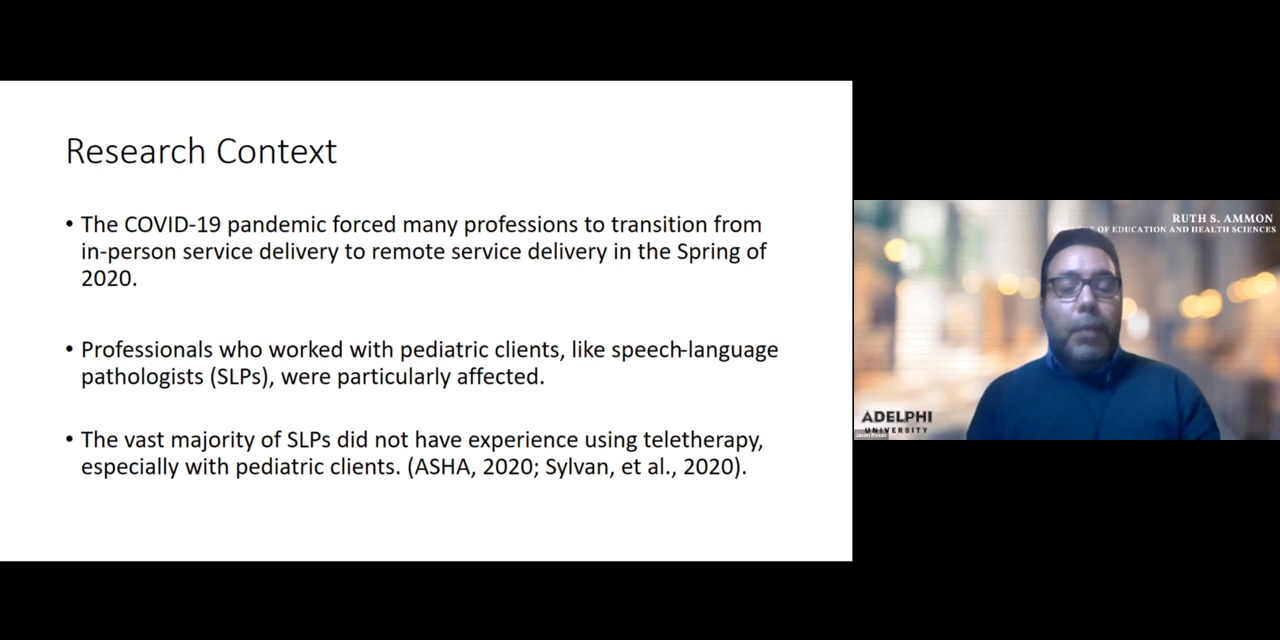 Research Context
• The COVID-19 pandemic forced many professions to transition from
in-person service delivery to remote service delivery in the Spring of
2020.
• Professionals who worked with pediatric clients, like speech-language
pathologists (SLPs), were particularly affected.
• The vast majority of SLPs did not have experience using teletherapy,
especially with pediatric clients. (ASHA, 2020; Sylvan, et al., 2020).
RUTH S. AMMON
OF EDUCATION AND HEALTH SCIENCES
ADELPHI
UNIVERSITY